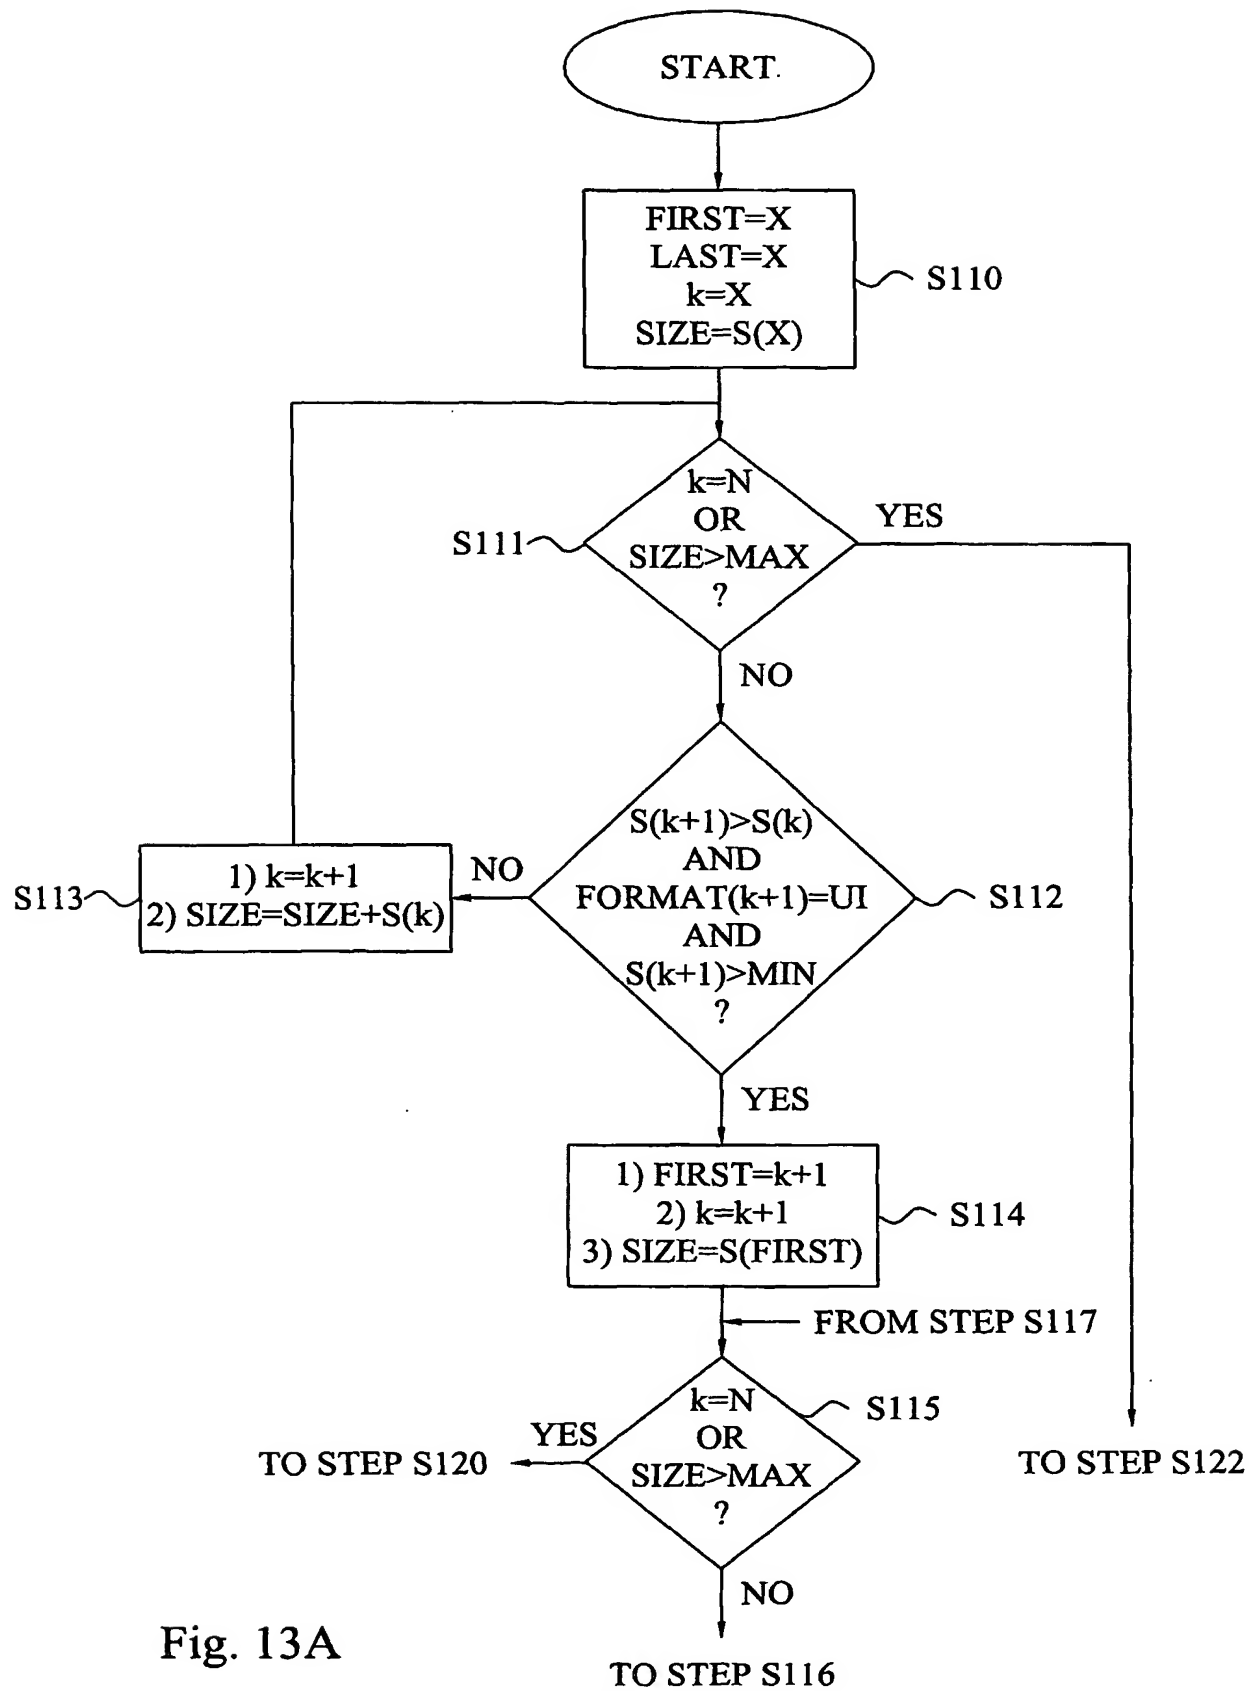 START.
FIRST=X
LAST=X
k=X
SIZE=S(X)
S110
k=N
OR
SIZE>MAX
?
S111
YES
NO
S(k+1)>S(k)
AND
FORMAT(k+1)=UI
AND
S(k+1)>MIN
?
S112
NO
1) k=k+1
2) SIZE=SIZE+S(k)
S113
YES
1) FIRST=k+1
2) k=k+1
3) SIZE=S(FIRST)
S114
FROM STEP S117
k=N
OR
SIZE>MAX
?
S115
YES
TO STEP S120
TO STEP S122
NO
TO STEP S116
Fig. 13A